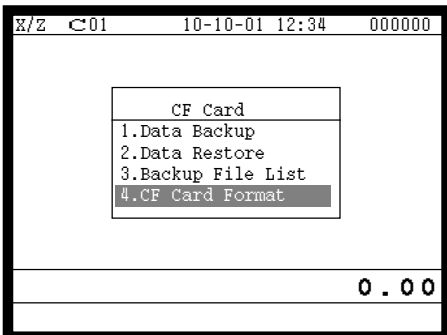 X/Z C01 10-10-01 12:34 000000
CF Card
1.Data Backup
2.Data Restore
3.Backup File List
4.CF Card Format
0.00